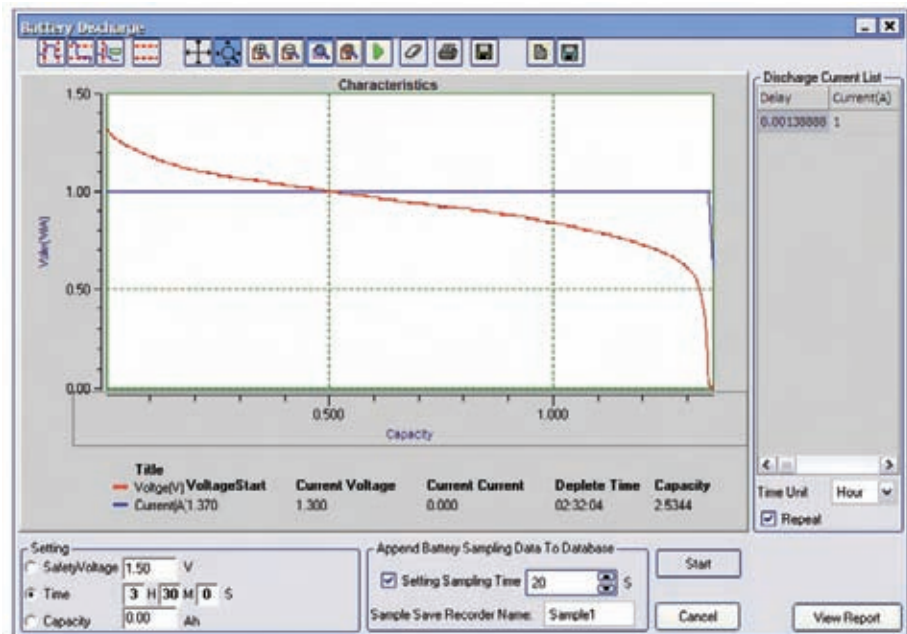 Battery Discharge
Characteristics
1.50
1.00
0.50
0.00
Vale(V/A)
0.500
1.000
Capacity
Title
Voltge(V) VoltageStart Current Voltage Current Current Deplete Time Capacity
Current(A 1.370 1.300 0.000 02:32:04 2.5344
Discharge Current List
Delay Current(A)
0.00138888 1
Time Unit Hour
Repeat
Setting
SafetyVoltage 1.50 V
Time 3 H 30 M 0 S
Capacity 0.00 Ah
Append Battery Sampling Data To Database
Setting Sampling Time 20 S
Sample Save Recorder Name: Sample1
Start
Cancel
View Report